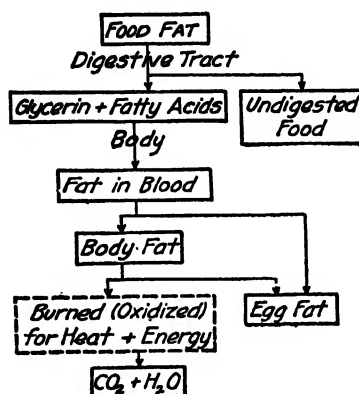 FOOD FAT
Digestive Tract
Glycerin + Fatty Acids
Undigested
Food
Body
Fat in Blood
Body Fat
Burned (Oxidized)
for Heat + Energy
Egg Fat
CO₂ + H₂O